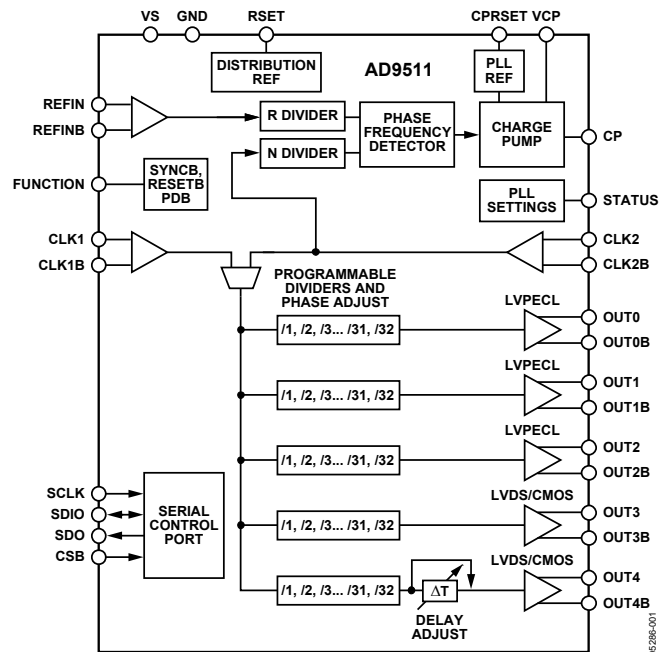 VS GND RSET CPRSET VCP
DISTRIBUTION
REF
AD9511
PLL
REF
REFIN
REFINB
R DIVIDER
N DIVIDER
PHASE
FREQUENCY
DETECTOR
CHARGE
PUMP
CP
FUNCTION
SYNCB,
RESETB
PDB
PLL
SETTINGS
STATUS
CLK1
CLK1B
CLK2
CLK2B
PROGRAMMABLE
DIVIDERS AND
PHASE ADJUST
LVPECL
/1, /2, /3... /31, /32
OUT0
OUT0B
LVPECL
/1, /2, /3... /31, /32
OUT1
OUT1B
LVPECL
/1, /2, /3... /31, /32
OUT2
OUT2B
SCLK
SDIO
SDO
CSB
SERIAL
CONTROL
PORT
LVDS/CMOS
/1, /2, /3... /31, /32
OUT3
OUT3B
LVDS/CMOS
/1, /2, /3... /31, /32
ΔT
OUT4
OUT4B
DELAY
ADJUST
05286-001